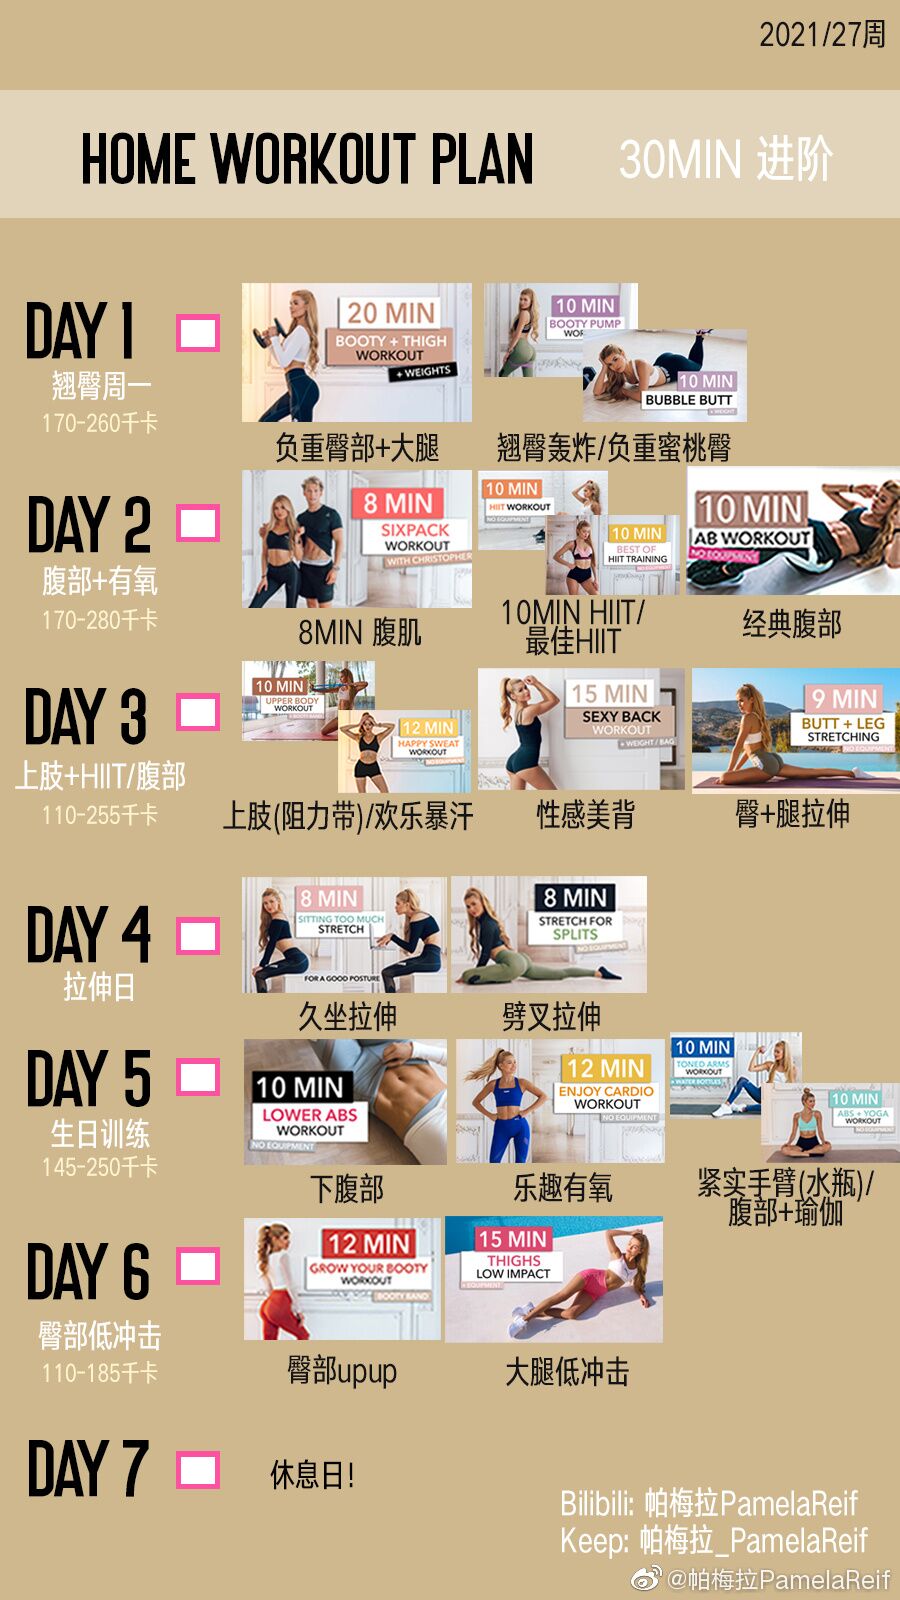 2021/27周
HOME WORKOUT PLAN 30MIN 进阶
DAY 1
翘臀周一
170-260千卡
20 MIN
BOOTY + THIGH
WORKOUT
+ WEIGHTS
负重臀部+大腿
10 MIN
BOOTY PUMP
10 MIN
BUBBLE BUTT
+ WEIGHT
翘臀轰炸/负重蜜桃臀
DAY 2
腹部+有氧
170-280千卡
8 MIN
SIXPACK
WORKOUT
WITH CHRISTOPHER
8MIN 腹肌
10 MIN
HIIT WORKOUT
NO EQUIPMENT
10 MIN
BEST OF
HIIT TRAINING
NO EQUIPMENT
10MIN HIIT/
最佳HIIT
10 MIN
AB WORKOUT
NO EQUIPMENT
经典腹部
DAY 3
上肢+HIIT/腹部
110-255千卡
10 MIN
UPPER BODY
WORKOUT
+ BOOTY BAND
12 MIN
HAPPY SWEAT
WORKOUT
NO EQUIPMENT
上肢(阻力带)/欢乐暴汗
15 MIN
SEXY BACK
WORKOUT
+ WEIGHT / BAG
性感美背
9 MIN
BUTT + LEG
STRETCHING
NO EQUIPMENT
臀+腿拉伸
DAY 4
拉伸日
8 MIN
SITTING TOO MUCH
STRETCH
FOR A GOOD POSTURE
久坐拉伸
8 MIN
STRETCH FOR
SPLITS
NO EQUIPMENT
劈叉拉伸
DAY 5
生日训练
145-250千卡
10 MIN
LOWER ABS
WORKOUT
NO EQUIPMENT
下腹部
12 MIN
ENJOY CARDIO
WORKOUT
NO EQUIPMENT
乐趣有氧
10 MIN
TONED ARMS
WORKOUT
+ WATER BOTTLES
10 MIN
ABS + YOGA
WORKOUT
NO EQUIPMENT
紧实手臂(水瓶)/
腹部+瑜伽
DAY 6
臀部低冲击
110-185千卡
12 MIN
GROW YOUR BOOTY
WORKOUT
BOOTY BAND
臀部upup
15 MIN
THIGHS
LOW IMPACT
+ EQUIPMENT
大腿低冲击
DAY 7
休息日!
Bilibili: 帕梅拉PamelaReif
Keep: 帕梅拉_PamelaReif
@帕梅拉PamelaReif